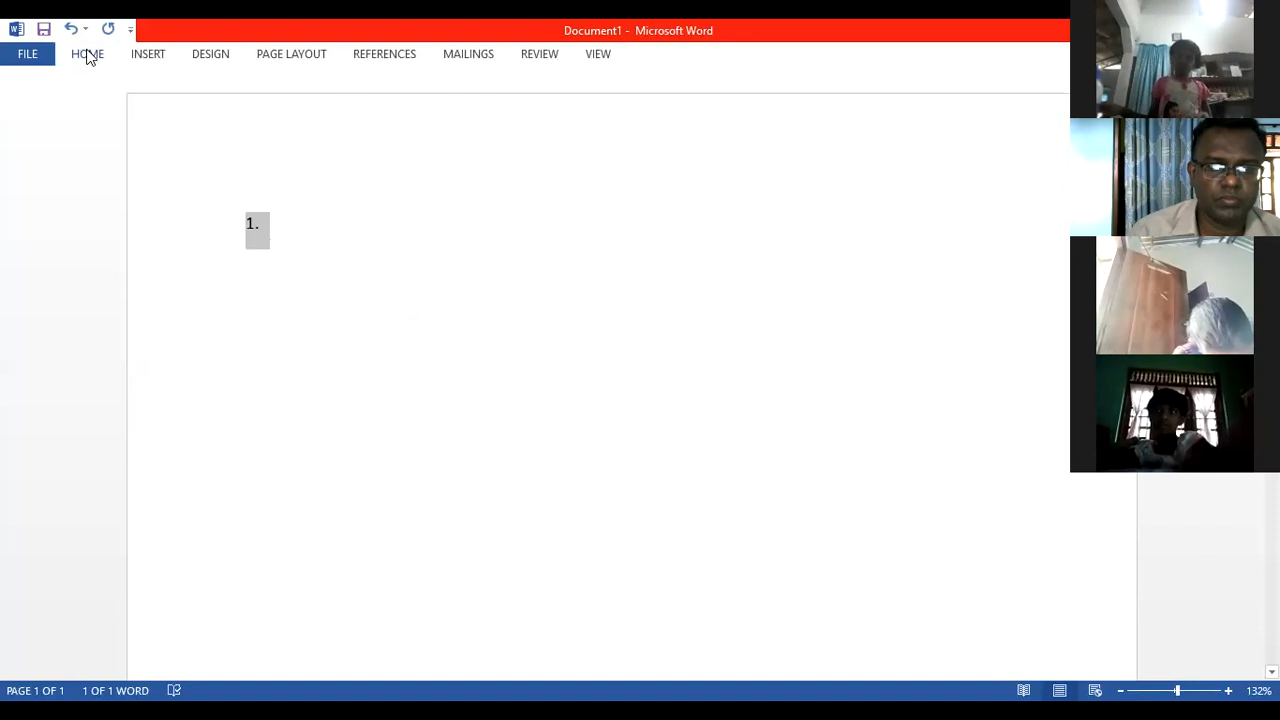 Document1 - Microsoft Word
FILE HOME INSERT DESIGN PAGE LAYOUT REFERENCES MAILINGS REVIEW VIEW
1.
PAGE 1 OF 1 1 OF 1 WORD 132%